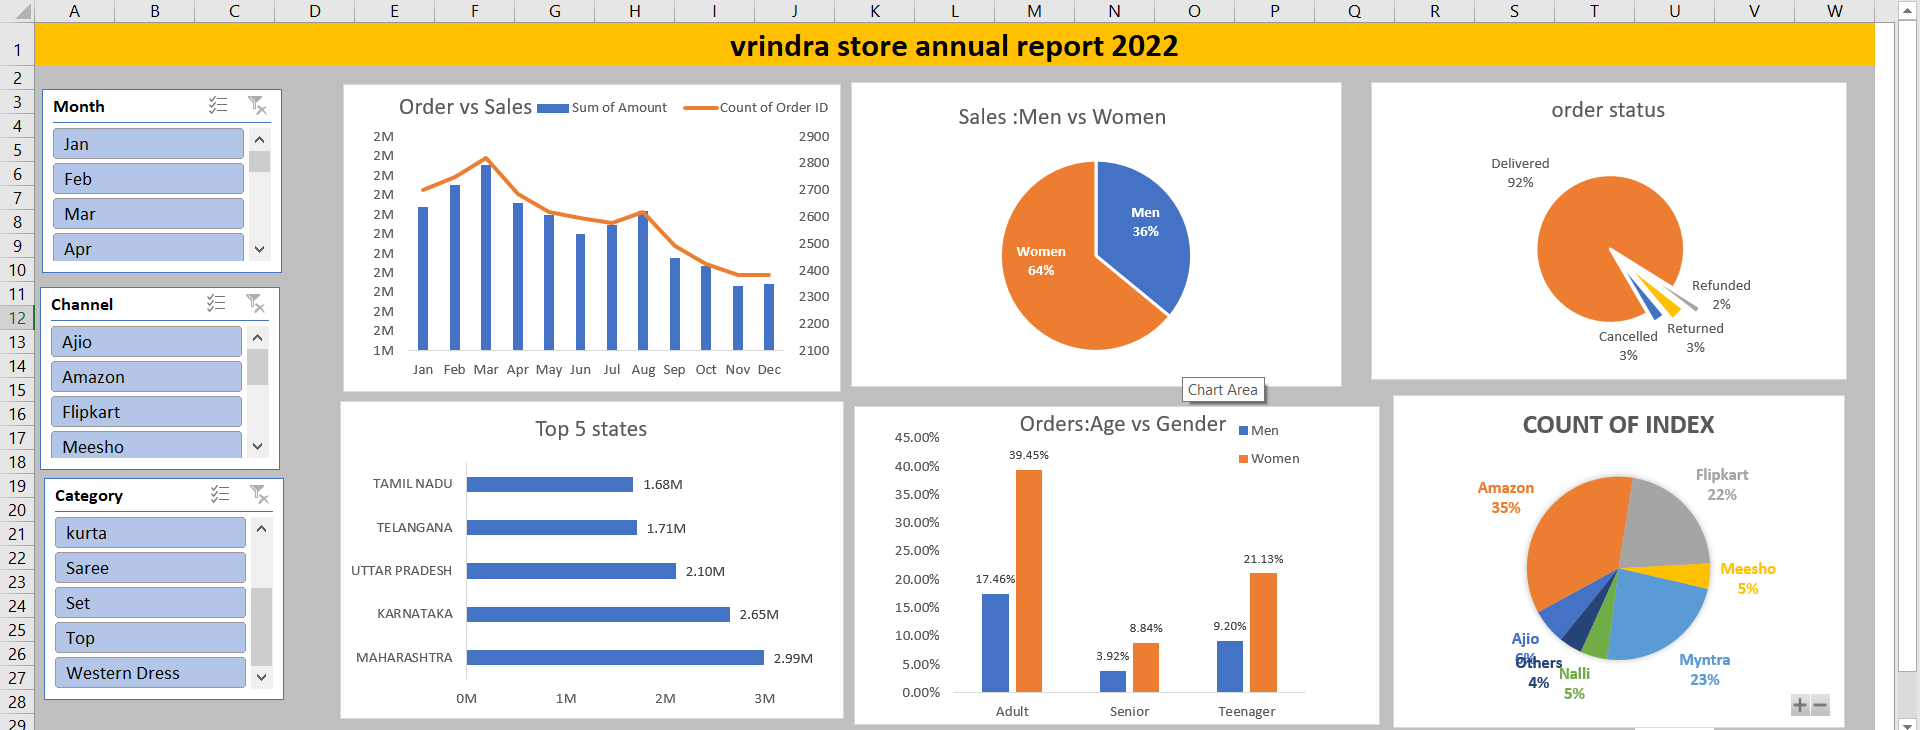 A B C D E F G H I J K L M N O P Q R S T U V W
1
2
3
4
5
6
7
8
9
10
11
12
13
14
15
16
17
18
19
20
21
22
23
24
25
26
27
28
29
vrindra store annual report 2022
Month
Jan
Feb
Mar
Apr
Channel
Ajio
Amazon
Flipkart
Meesho
Category
kurta
Saree
Set
Top
Western Dress
Order vs Sales
Sum of Amount
Count of Order ID
2M
2M
2M
2M
2M
2M
2M
2M
2M
2M
2M
1M
2900
2800
2700
2600
2500
2400
2300
2200
2100
Jan Feb Mar Apr May Jun Jul Aug Sep Oct Nov Dec
Sales :Men vs Women
Men
36%
Women
64%
Chart Area
order status
Delivered
92%
Refunded
2%
Returned
3%
Cancelled
3%
Top 5 states
TAMIL NADU 1.68M
TELANGANA 1.71M
UTTAR PRADESH 2.10M
KARNATAKA 2.65M
MAHARASHTRA 2.99M
0M 1M 2M 3M
Orders:Age vs Gender
Men
Women
45.00%
40.00%
35.00%
30.00%
25.00%
20.00%
15.00%
10.00%
5.00%
0.00%
17.46%
39.45%
3.92%
8.84%
9.20%
21.13%
Adult Senior Teenager
COUNT OF INDEX
Flipkart
22%
Amazon
35%
Meesho
5%
Myntra
23%
Nalli
5%
Ajio
6%
Others
4%